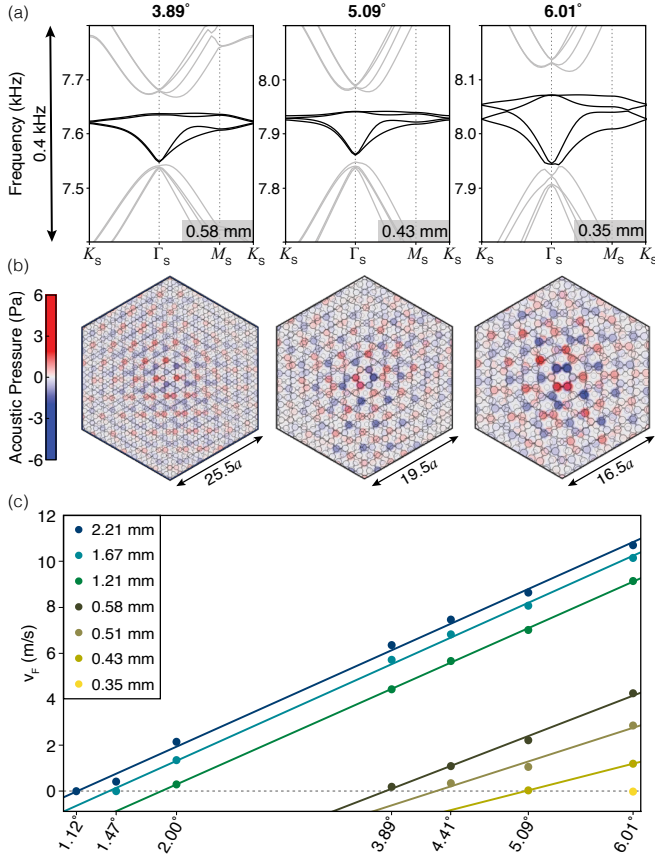 (a)
3.89°
5.09°
6.01°
Frequency (kHz)
0.4 kHz
7.7
7.6
7.5
8.0
7.9
7.8
8.1
8.0
7.9
0.58 mm
0.43 mm
0.35 mm
K_S Γ_S M_S K_S
K_S Γ_S M_S K_S
K_S Γ_S M_S K_S
(b)
Acoustic Pressure (Pa)
6
3
0
-3
-6
25.5a
19.5a
16.5a
(c)
v_F (m/s)
12
10
8
6
4
2
0
2.21 mm
1.67 mm
1.21 mm
0.58 mm
0.51 mm
0.43 mm
0.35 mm
1.12°
1.47°
2.00°
3.89°
4.41°
5.09°
6.01°